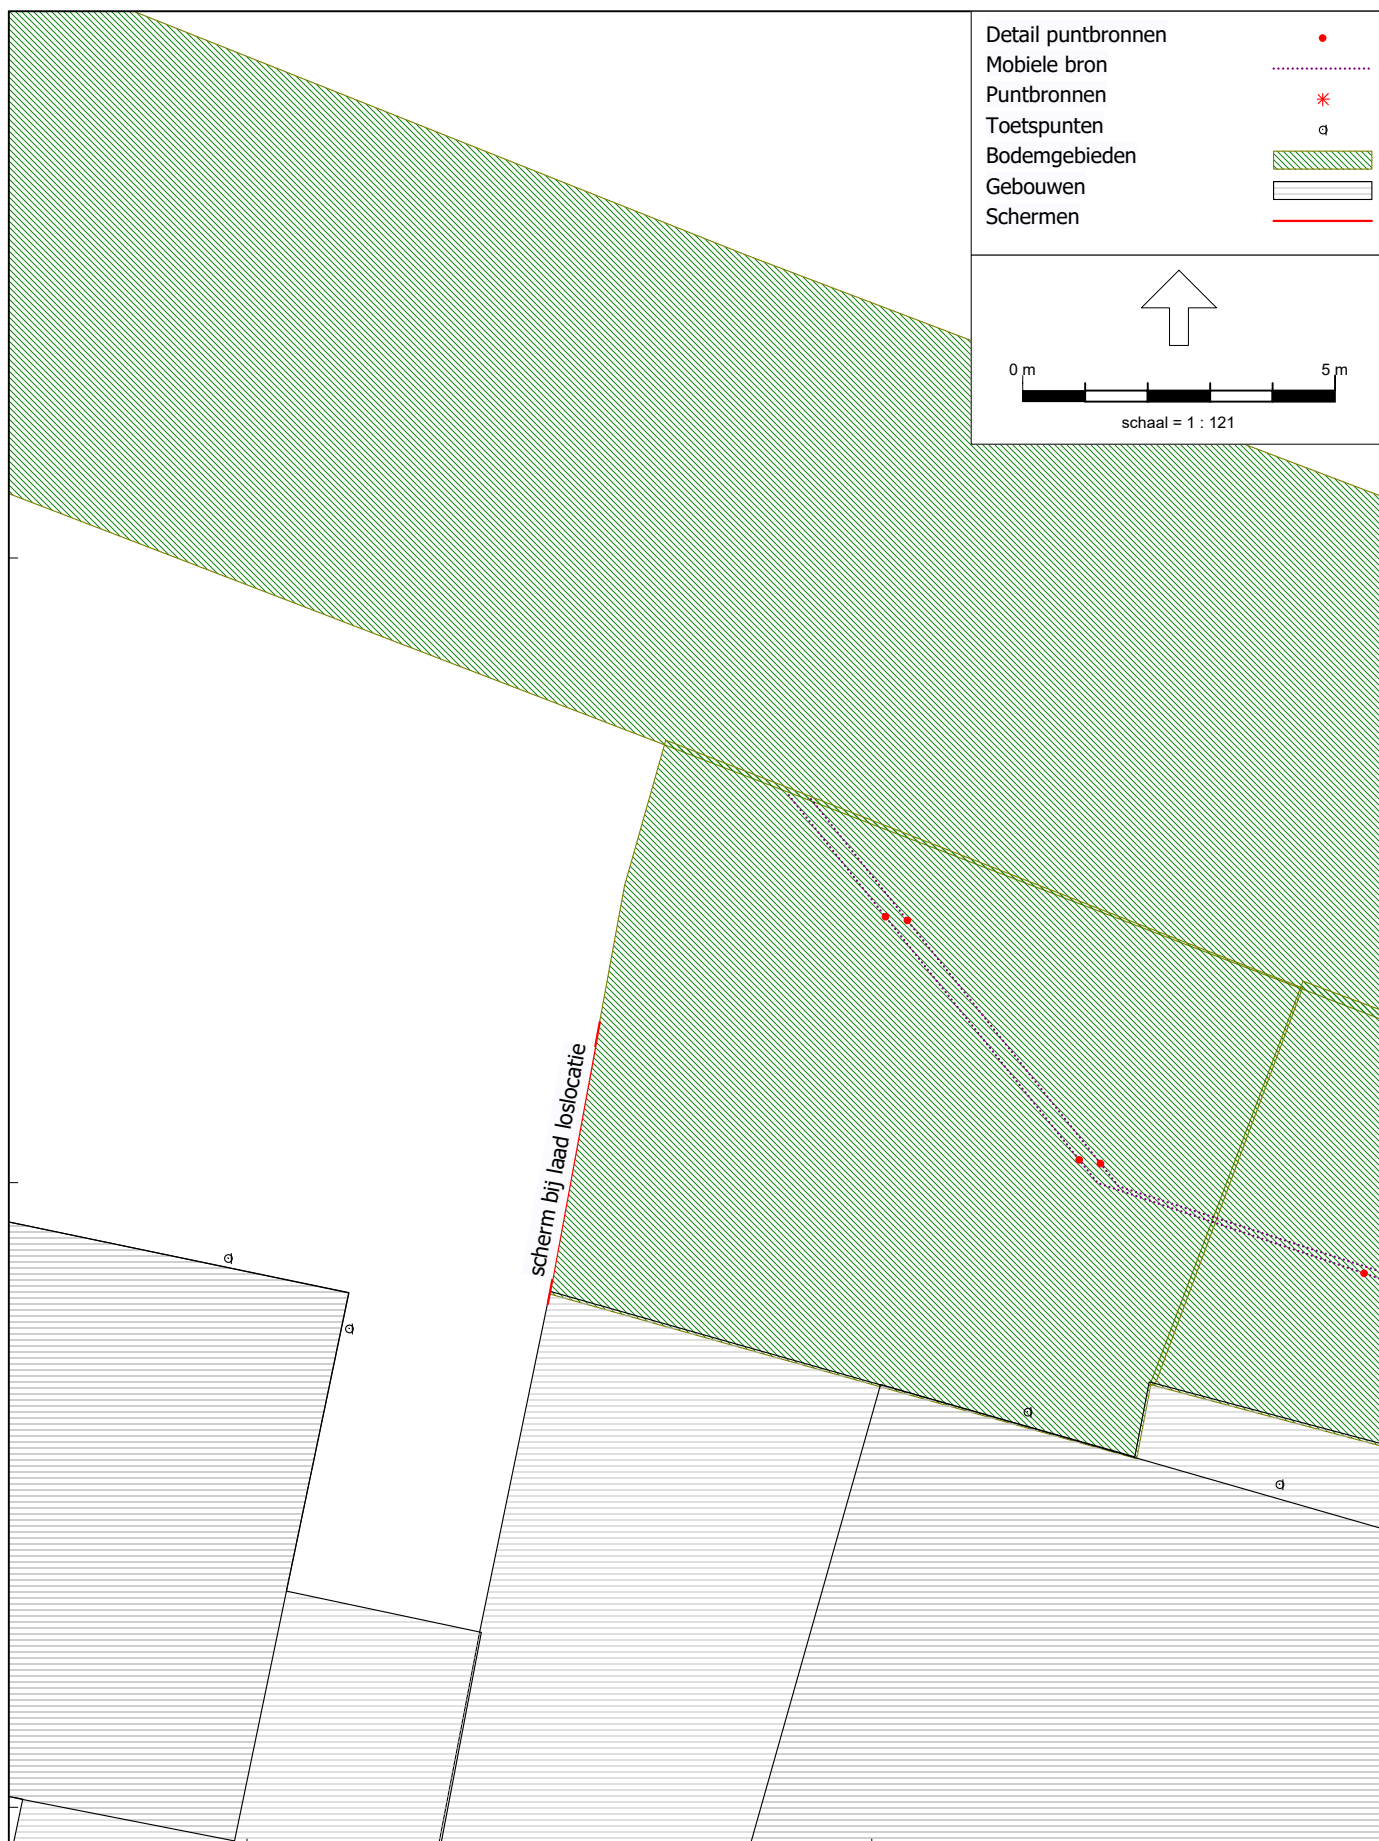 Detail puntbronnen
Mobiele bron
Puntbronnen
Toetspunten
Bodemgebieden
Gebouwen
Schermen
0 m 5 m
schaal = 1 : 121
scherm bij laad loslocatie